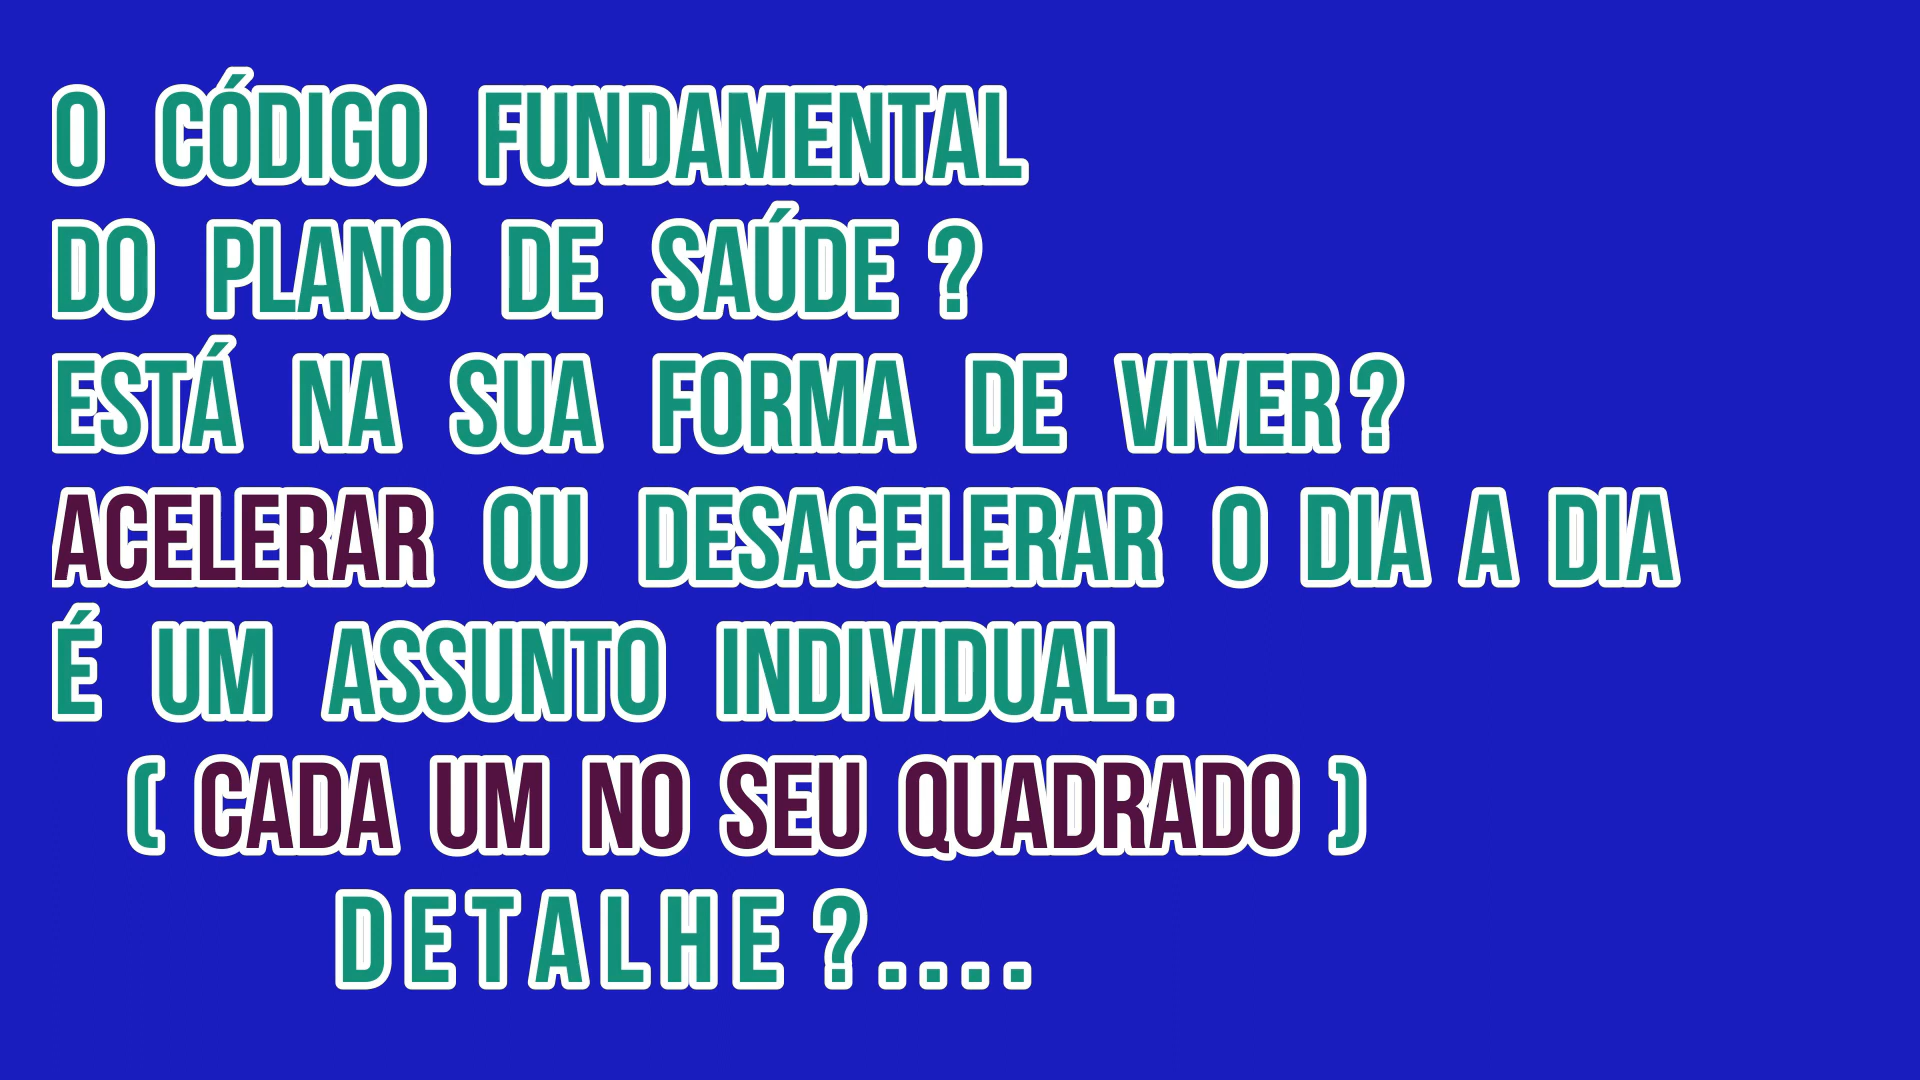 O CÓDIGO FUNDAMENTAL
DO PLANO DE SAÚDE ?
ESTÁ NA SUA FORMA DE VIVER?
ACELERAR OU DESACELERAR O DIA A DIA
É UM ASSUNTO INDIVIDUAL.
( CADA UM NO SEU QUADRADO )
DETALHE ?....